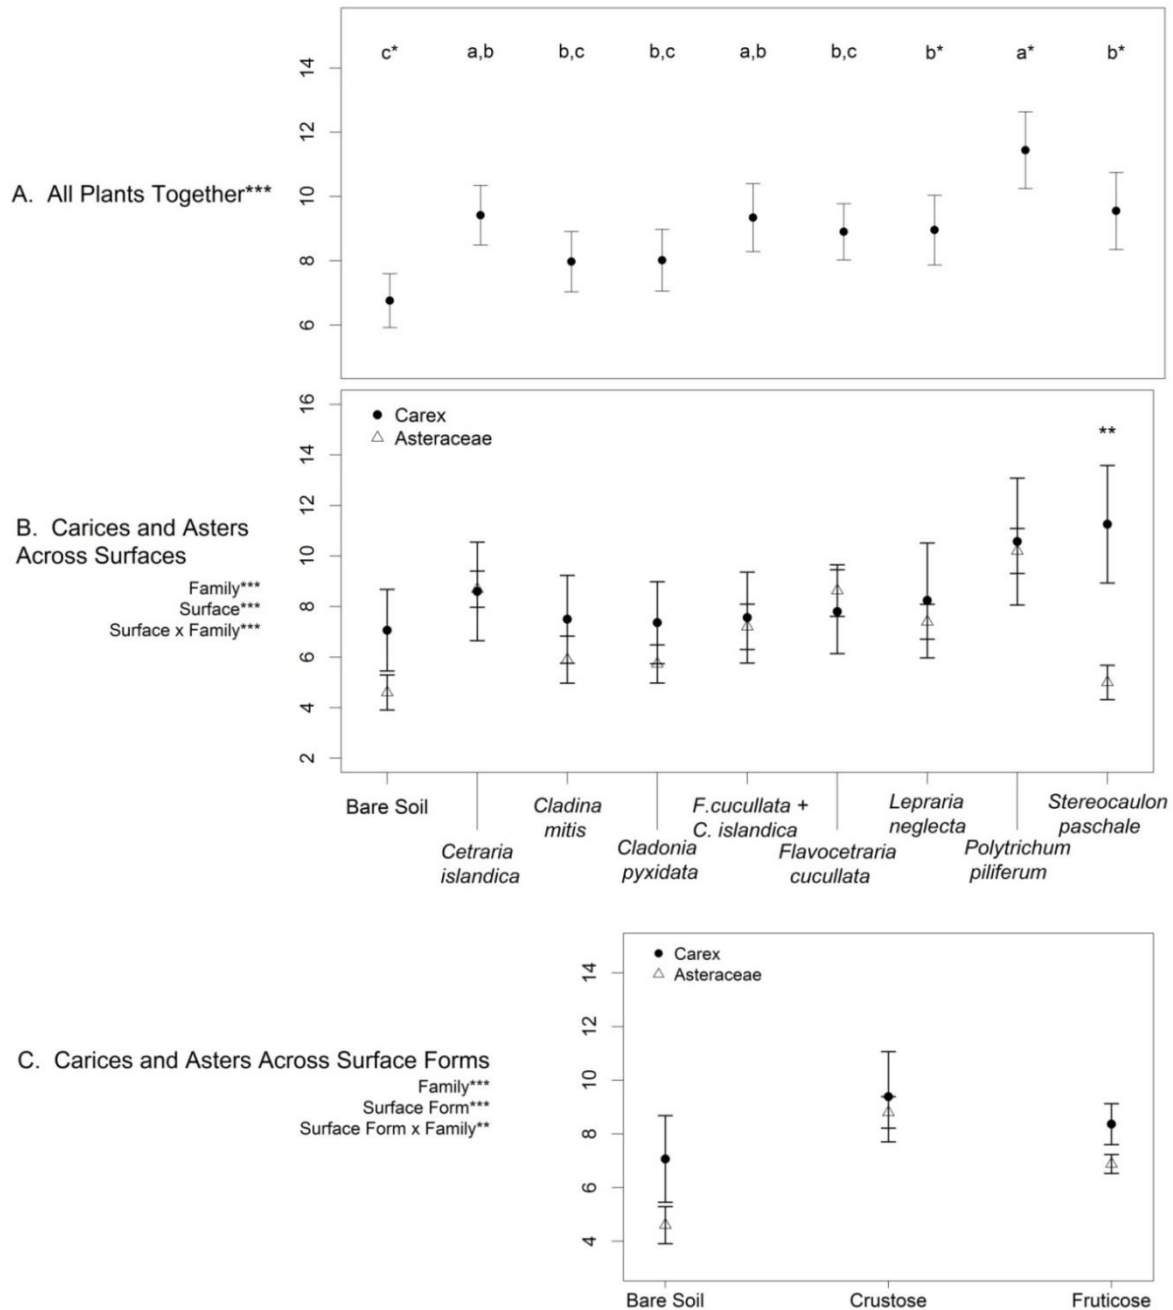 c* a,b b,c b,c a,b b,c b* a* b*
14
12
10
8
6
A. All Plants Together***
16
14
12
10
8
6
4
2
Carex
Asteraceae
**
B. Carices and Asters
Across Surfaces
Family***
Surface***
Surface x Family***
Bare Soil
Cetraria
islandica
Cladina
mitis
Cladonia
pyxidata
F.cucullata +
C. islandica
Flavocetraria
cucullata
Lepraria
neglecta
Polytrichum
piliferum
Stereocaulon
paschale
Carex
Asteraceae
14
12
10
8
6
4
C. Carices and Asters Across Surface Forms
Family***
Surface Form***
Surface Form x Family**
Bare Soil Crustose Fruticose